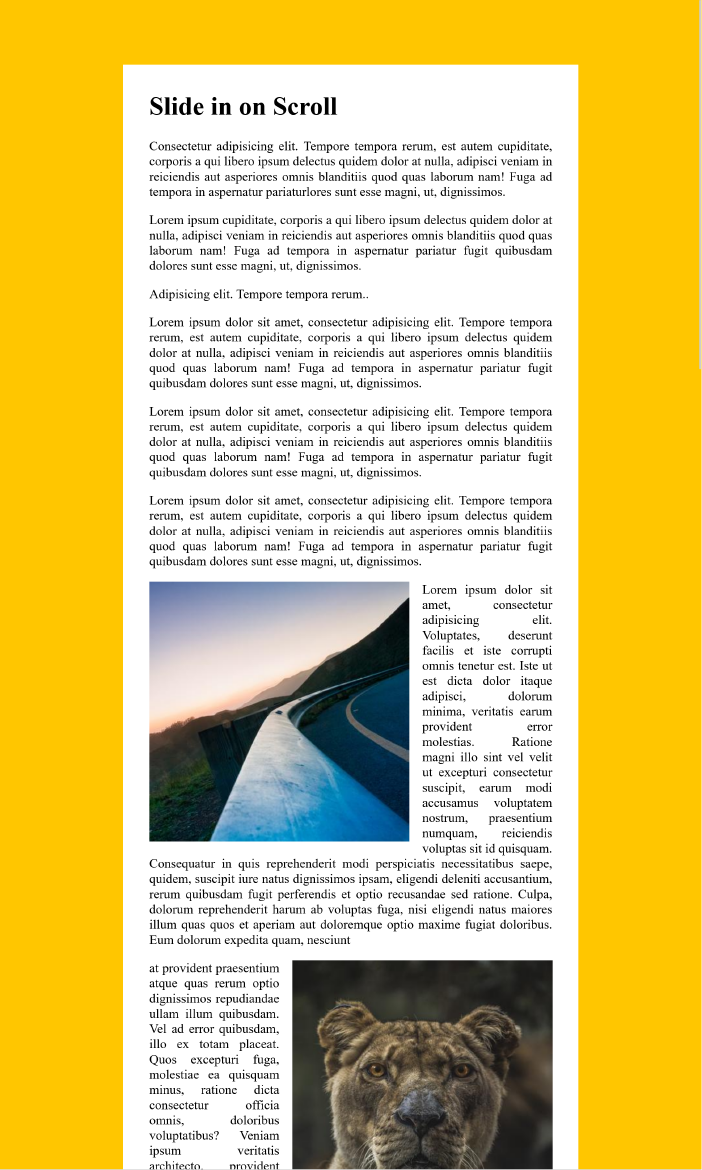 Slide in on Scroll
Consectetur adipisicing elit. Tempore tempora rerum, est autem cupiditate,
corporis a qui libero ipsum delectus quidem dolor at nulla, adipisci veniam in
reiciendis aut asperiores omnis blanditiis quod quas laborum nam! Fuga ad
tempora in aspernatur pariaturlores sunt esse magni, ut, dignissimos.
Lorem ipsum cupiditate, corporis a qui libero ipsum delectus quidem dolor at
nulla, adipisci veniam in reiciendis aut asperiores omnis blanditiis quod quas
laborum nam! Fuga ad tempora in aspernatur pariatur fugit quibusdam
dolores sunt esse magni, ut, dignissimos.
Adipisicing elit. Tempore tempora rerum..
Lorem ipsum dolor sit amet, consectetur adipisicing elit. Tempore tempora
rerum, est autem cupiditate, corporis a qui libero ipsum delectus quidem
dolor at nulla, adipisci veniam in reiciendis aut asperiores omnis blanditiis
quod quas laborum nam! Fuga ad tempora in aspernatur pariatur fugit
quibusdam dolores sunt esse magni, ut, dignissimos.
Lorem ipsum dolor sit amet, consectetur adipisicing elit. Tempore tempora
rerum, est autem cupiditate, corporis a qui libero ipsum delectus quidem
dolor at nulla, adipisci veniam in reiciendis aut asperiores omnis blanditiis
quod quas laborum nam! Fuga ad tempora in aspernatur pariatur fugit
quibusdam dolores sunt esse magni, ut, dignissimos.
Lorem ipsum dolor sit amet, consectetur adipisicing elit. Tempore tempora
rerum, est autem cupiditate, corporis a qui libero ipsum delectus quidem
dolor at nulla, adipisci veniam in reiciendis aut asperiores omnis blanditiis
quod quas laborum nam! Fuga ad tempora in aspernatur pariatur fugit
quibusdam dolores sunt esse magni, ut, dignissimos.
Lorem ipsum dolor sit
amet, consectetur
adipisicing elit.
Voluptates, deserunt
facilis et iste corrupti
omnis tenetur est. Iste ut
est dicta dolor itaque
adipisci, dolorum
minima, veritatis earum
provident error
molestias. Ratione
magni illo sint vel velit
ut excepturi consectetur
suscipit, earum modi
accusamus voluptatem
nostrum, praesentium
numquam, reiciendis
voluptas sit id quisquam.
Consequatur in quis reprehenderit modi perspiciatis necessitatibus saepe,
quidem, suscipit iure natus dignissimos ipsam, eligendi deleniti accusantium,
rerum quibusdam fugit perferendis et optio recusandae sed ratione. Culpa,
dolorum reprehenderit harum ab voluptas fuga, nisi eligendi natus maiores
illum quas quos et aperiam aut doloremque optio maxime fugiat doloribus.
Eum dolorum expedita quam, nesciunt
at provident praesentium
atque quas rerum optio
dignissimos repudiandae
ullam illum quibusdam.
Vel ad error quibusdam,
illo ex totam placeat.
Quos excepturi fuga,
molestiae ea quisquam
minus, ratione dicta
consectetur officia
omnis, doloribus
voluptatibus? Veniam
ipsum veritatis
architecto, provident